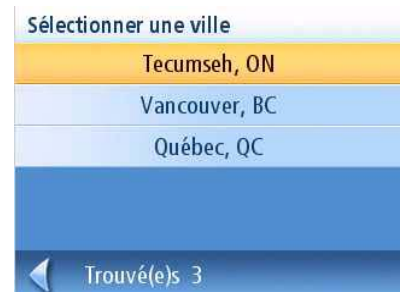 Sélectionner une ville
Tecumseh, ON
Vancouver, BC
Québec, QC
Trouvé(e)s 3